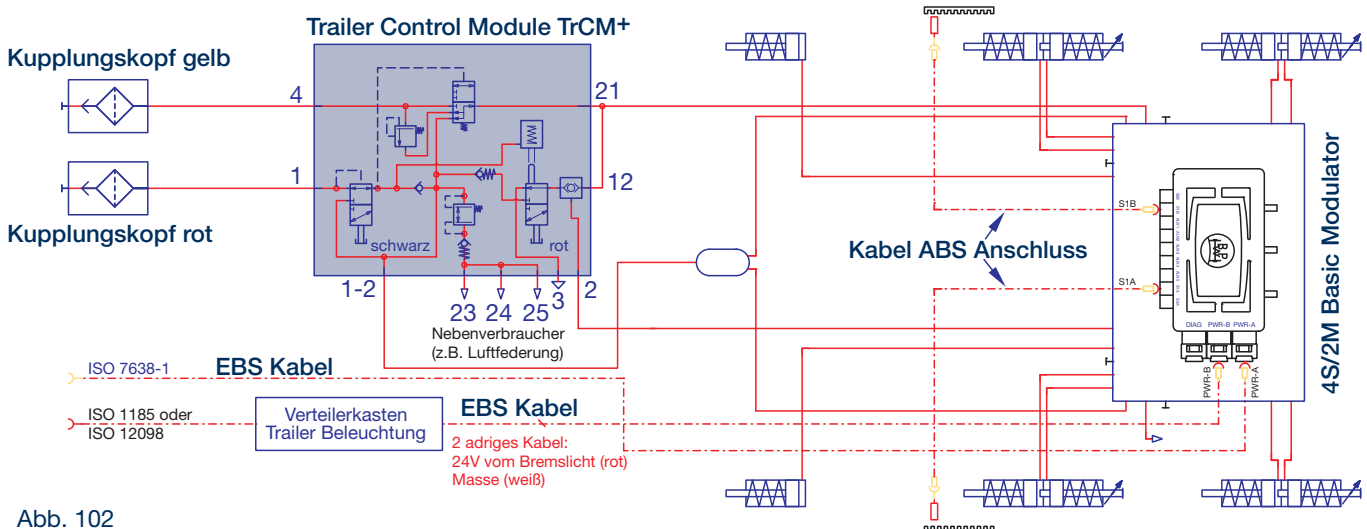 Trailer Control Module TrCM+
Kupplungskopf gelb
4
21
1
12
Kupplungskopf rot
schwarz
rot
1-2
23
24
25
3
2
Nebenverbraucher
(z.B. Luftfederung)
ISO 7638-1
EBS Kabel
ISO 1185 oder
ISO 12098
Verteilerkasten
Trailer Beleuchtung
EBS Kabel
2 adriges Kabel:
24V vom Bremslicht (rot)
Masse (weiß)
Kabel ABS Anschluss
S1B
S1A
DIAG
PWR-B
PWR-A
PWR-B
PWR-A
4S/2M Basic Modulator
Abb. 102